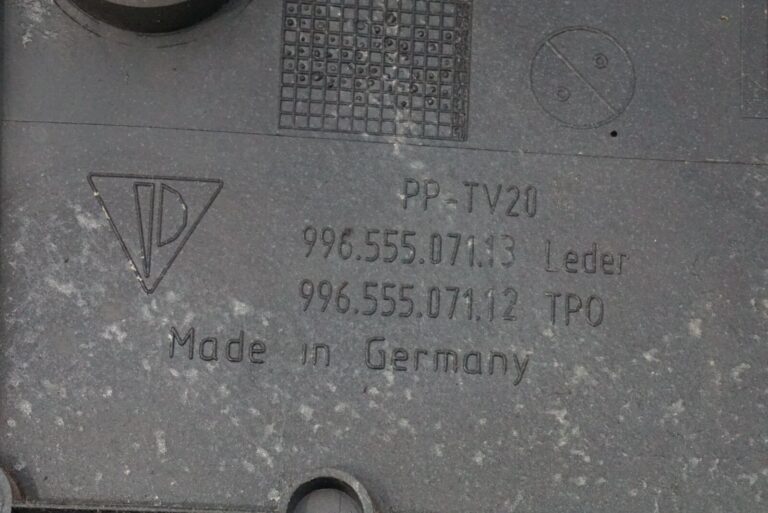 PP-TV20
996.555.071.13 Leder
996.555.071.12 TPO
Made in Germany